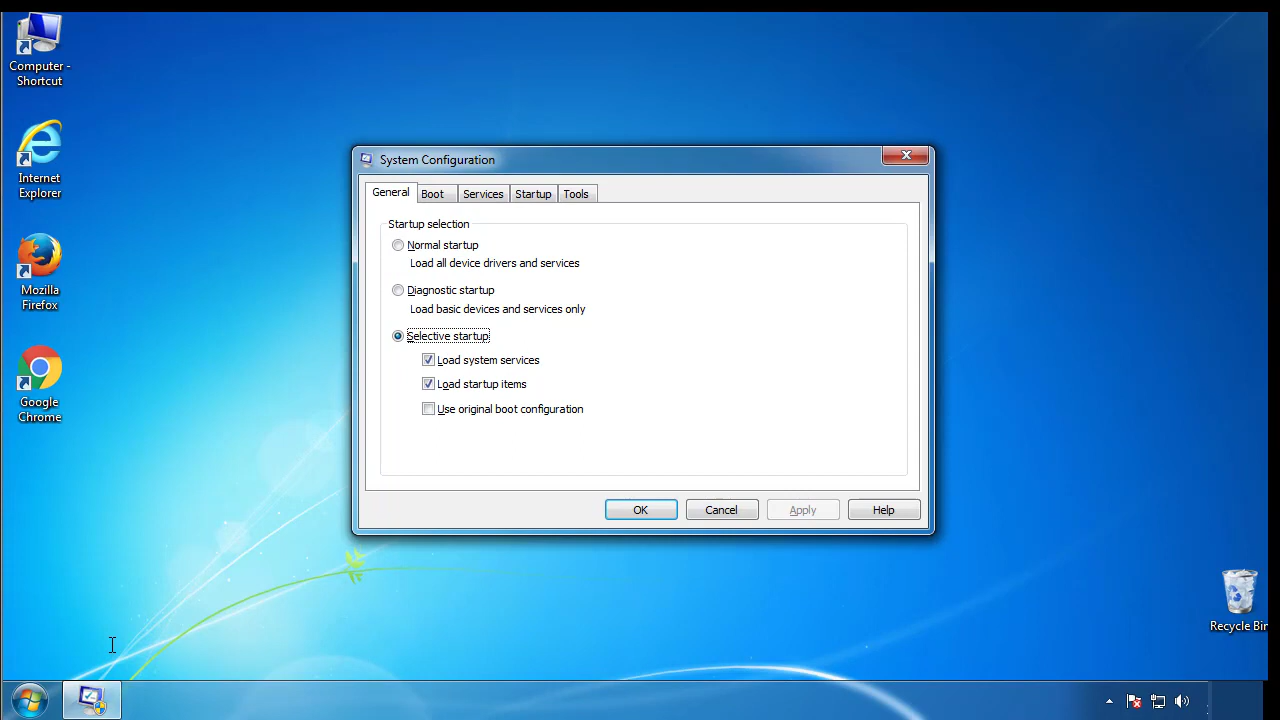 Computer -
Shortcut
Internet
Explorer
Mozilla
Firefox
Google
Chrome
System Configuration
General
Boot
Services
Startup
Tools
Startup selection
Normal startup
Load all device drivers and services
Diagnostic startup
Load basic devices and services only
Selective startup
Load system services
Load startup items
Use original boot configuration
OK
Cancel
Apply
Help
Recycle Bin